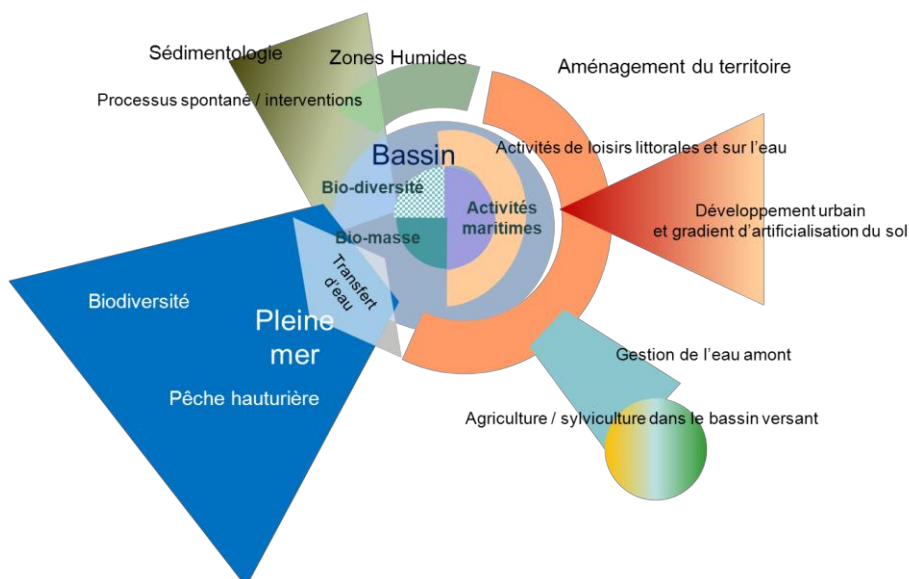 Sédimentologie
Zones Humides
Aménagement du territoire
Processus spontané / interventions
Activités de loisirs littorales et sur l’eau
Bassin
Bio-diversité
Activités
maritimes
Développement urbain
et gradient d’artificialisation du sol
Bio-masse
Transfert
d’eau
Biodiversité
Pleine
mer
Pêche hauturière
Gestion de l’eau amont
Agriculture / sylviculture dans le bassin versant